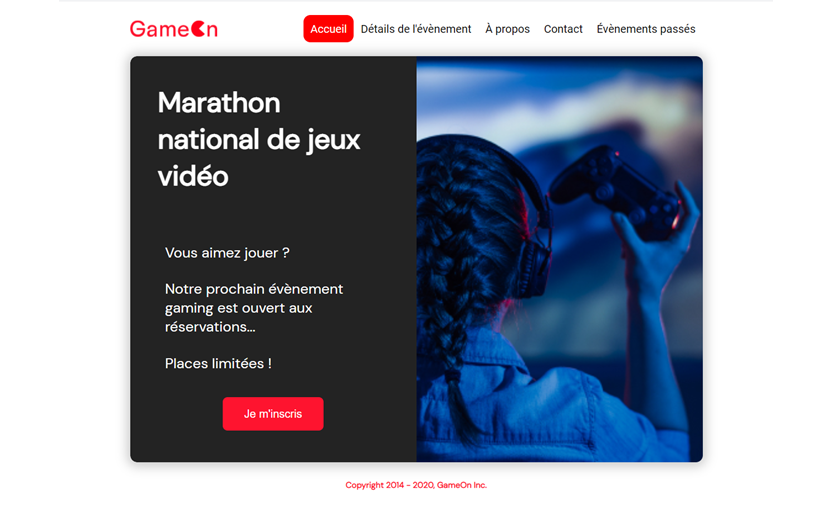 GameOn
Accueil Détails de l'évènement À propos Contact Évènements passés
Marathon
national de jeux
vidéo
Vous aimez jouer ?
Notre prochain évènement
gaming est ouvert aux
réservations...
Places limitées !
Je m'inscris
Copyright 2014 - 2020, GameOn Inc.